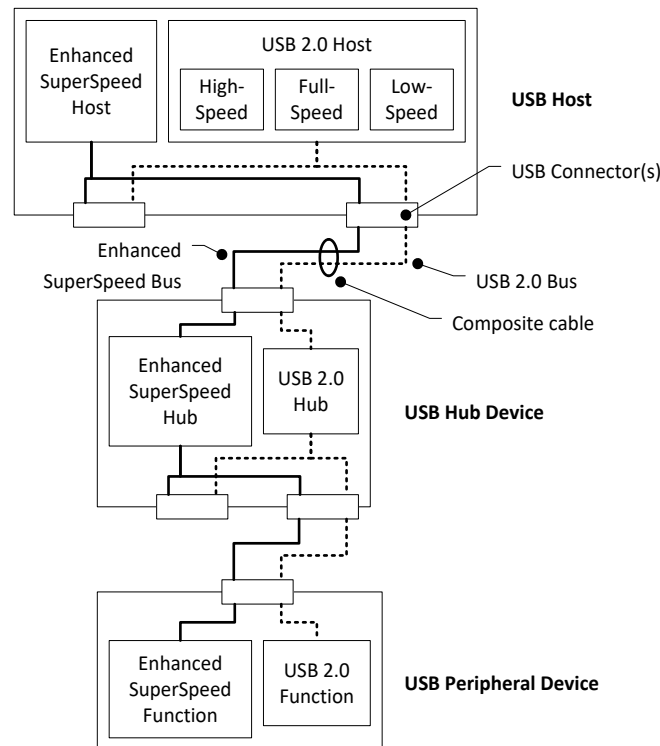 Enhanced
SuperSpeed
Host
USB 2.0 Host
High-
Speed
Full-
Speed
Low-
Speed
USB Host
USB Connector(s)
Enhanced
SuperSpeed Bus
USB 2.0 Bus
Composite cable
Enhanced
SuperSpeed
Hub
USB 2.0
Hub
USB Hub Device
Enhanced
SuperSpeed
Function
USB 2.0
Function
USB Peripheral Device